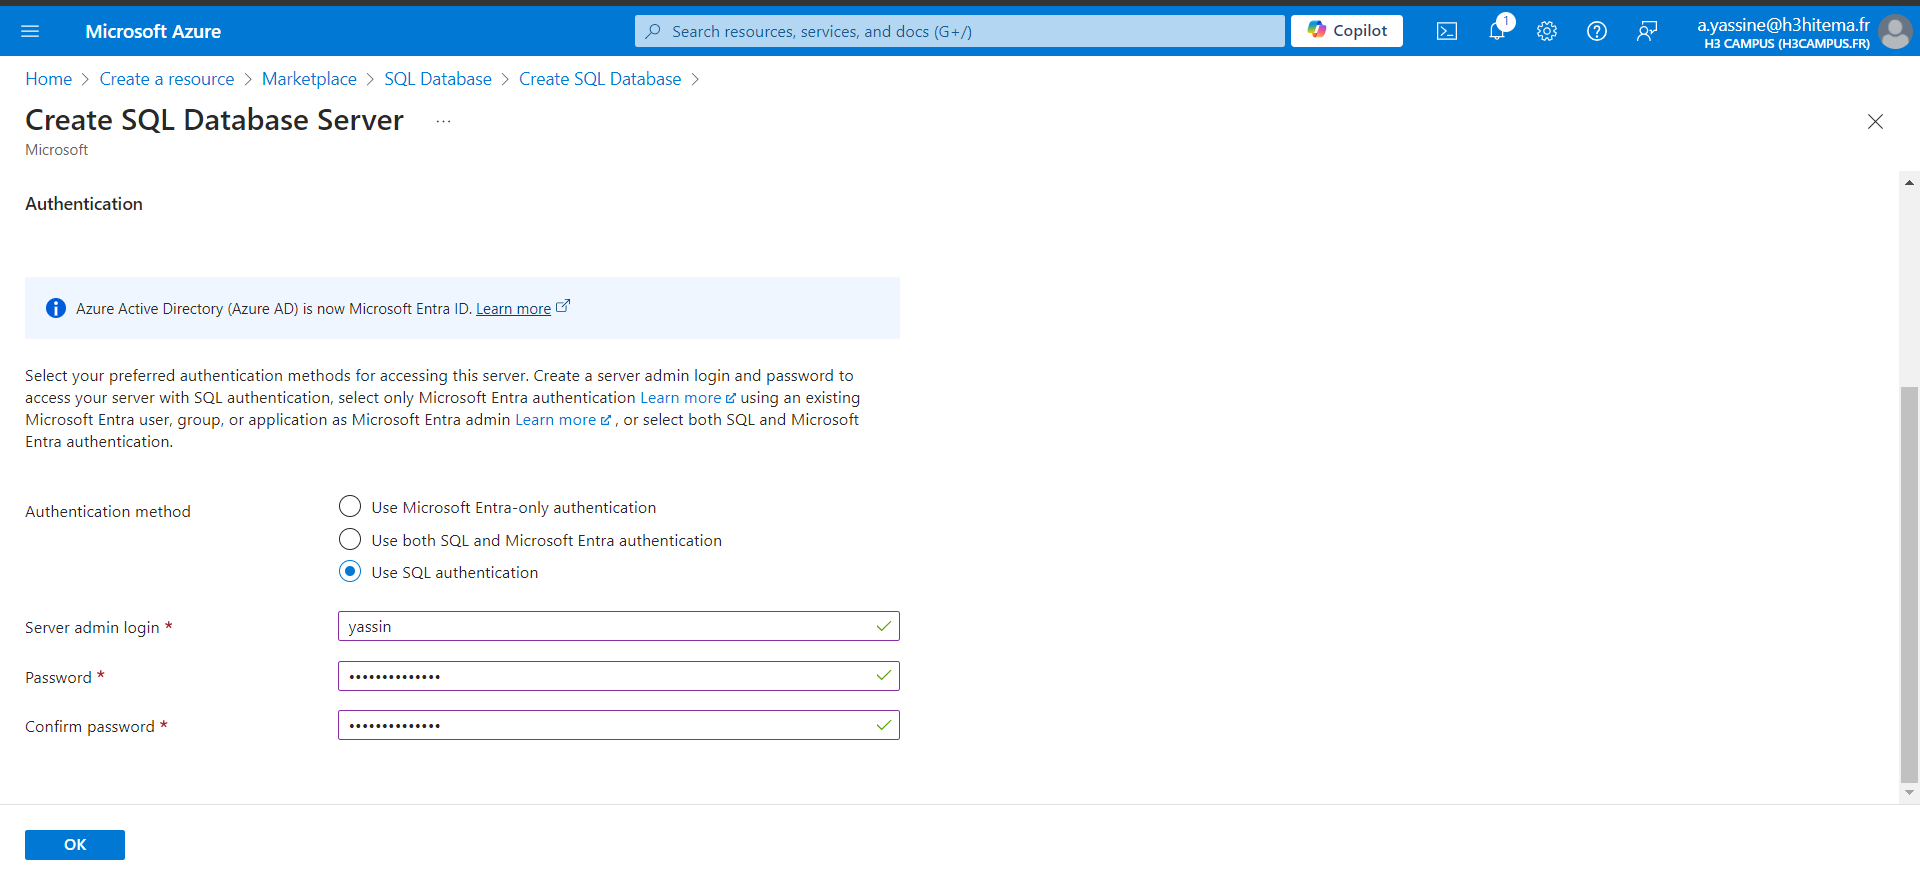 Microsoft Azure
Search resources, services, and docs (G+/)
Copilot
1
a.yassine@h3hitema.fr
H3 CAMPUS (H3CAMPUS.FR)
Home > Create a resource > Marketplace > SQL Database > Create SQL Database >
Create SQL Database Server ...
Microsoft
Authentication
Azure Active Directory (Azure AD) is now Microsoft Entra ID. Learn more
Select your preferred authentication methods for accessing this server. Create a server admin login and password to
access your server with SQL authentication, select only Microsoft Entra authentication Learn more using an existing
Microsoft Entra user, group, or application as Microsoft Entra admin Learn more , or select both SQL and Microsoft
Entra authentication.
Authentication method
Use Microsoft Entra-only authentication
Use both SQL and Microsoft Entra authentication
Use SQL authentication
Server admin login *
yassin
Password *
••••••••••••••
Confirm password *
••••••••••••••
OK